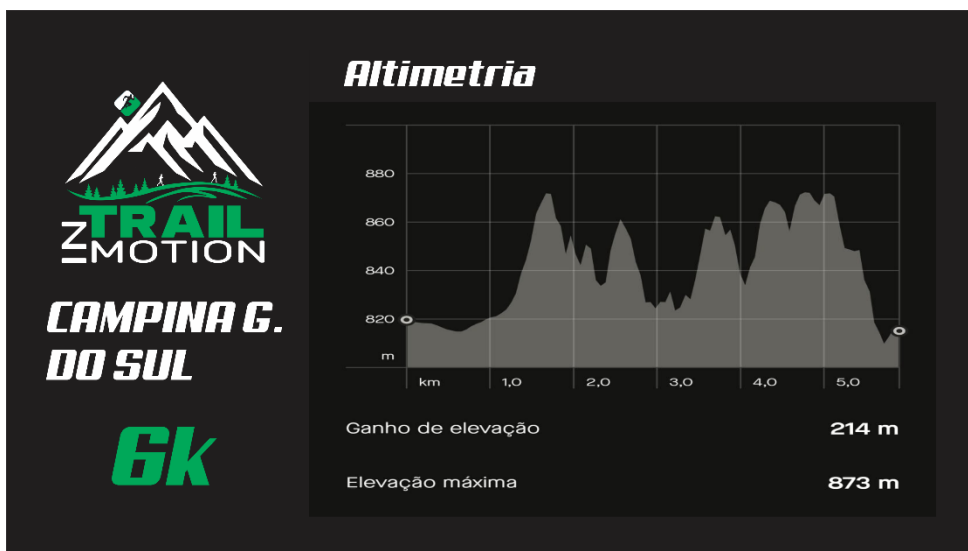 TRAIL
IN MOTION
CAMPINA G.
DO SUL
6k
Altimetria
880
860
840
820
m
km
1,0
2,0
3,0
4,0
5,0
Ganho de elevação 214 m
Elevação máxima 873 m